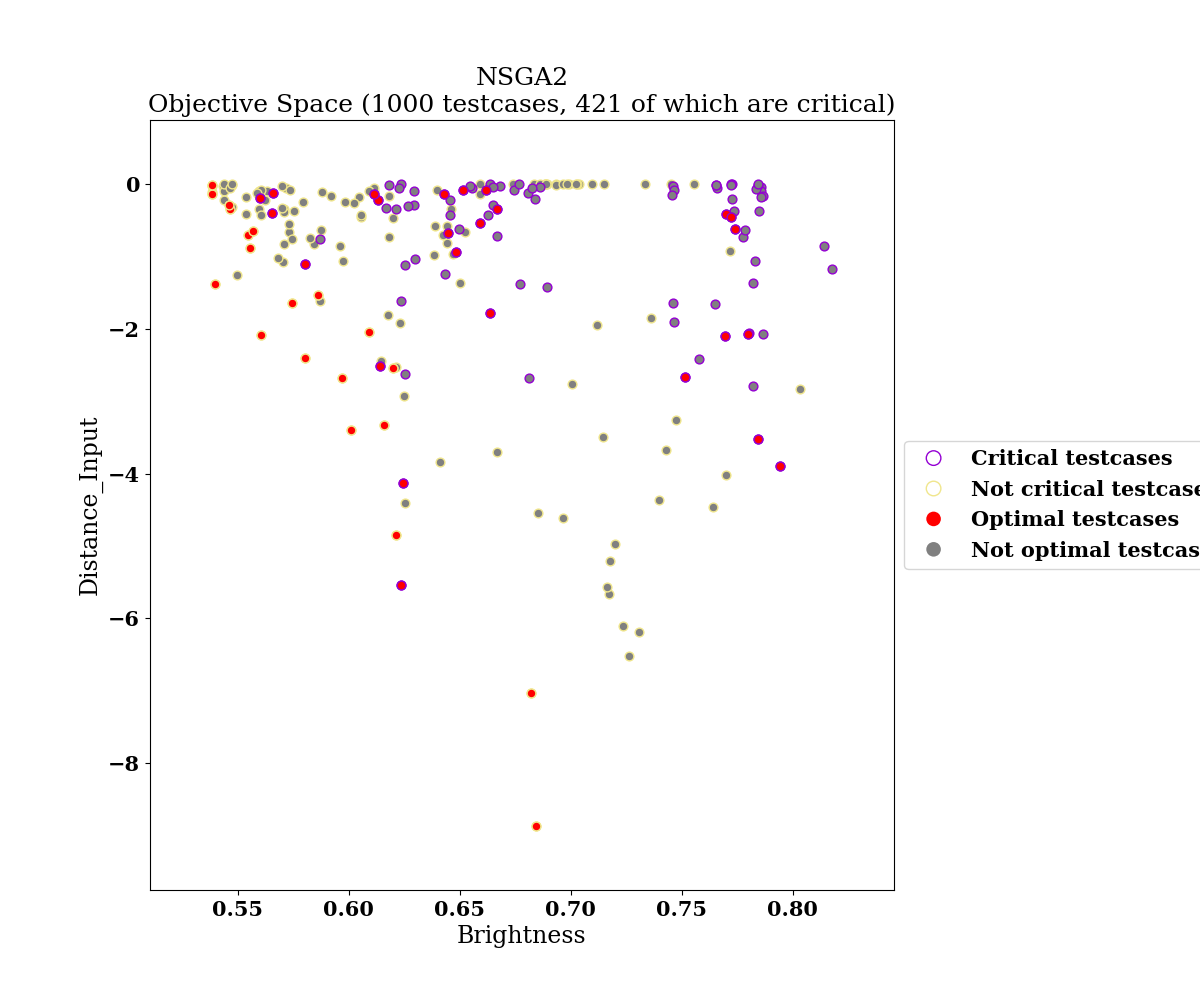 NSGA2
Objective Space (1000 testcases, 421 of which are critical)
0
−2
−4
−6
−8
Distance_Input
0.55 0.60 0.65 0.70 0.75 0.80
Brightness
Critical testcases
Not critical testcase
Optimal testcases
Not optimal testcas